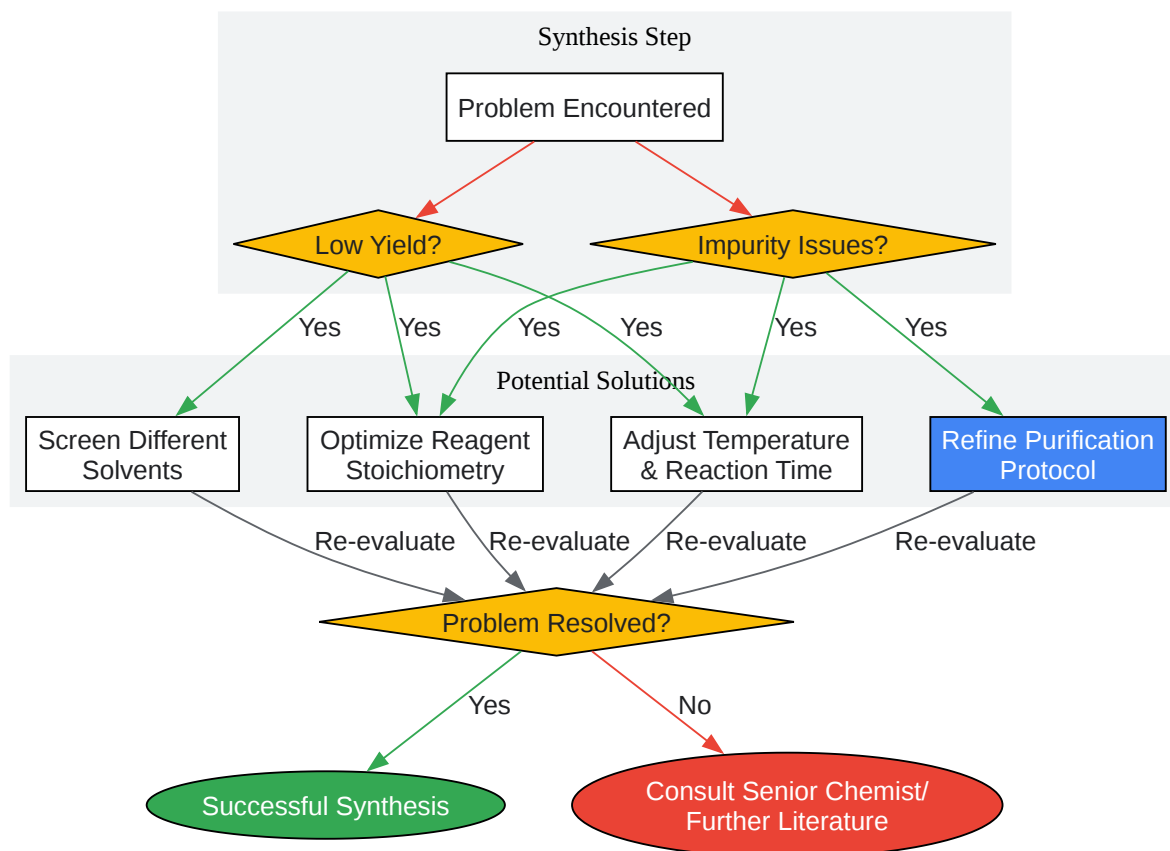 Synthesis Step
Problem Encountered
Low Yield?
Impurity Issues?
Yes
Yes
Yes
Yes
Yes
Yes
Potential Solutions
Screen Different
Solvents
Optimize Reagent
Stoichiometry
Adjust Temperature
& Reaction Time
Refine Purification
Protocol
Re-evaluate
Re-evaluate
Re-evaluate
Re-evaluate
Problem Resolved?
Yes
No
Successful Synthesis
Consult Senior Chemist/
Further Literature